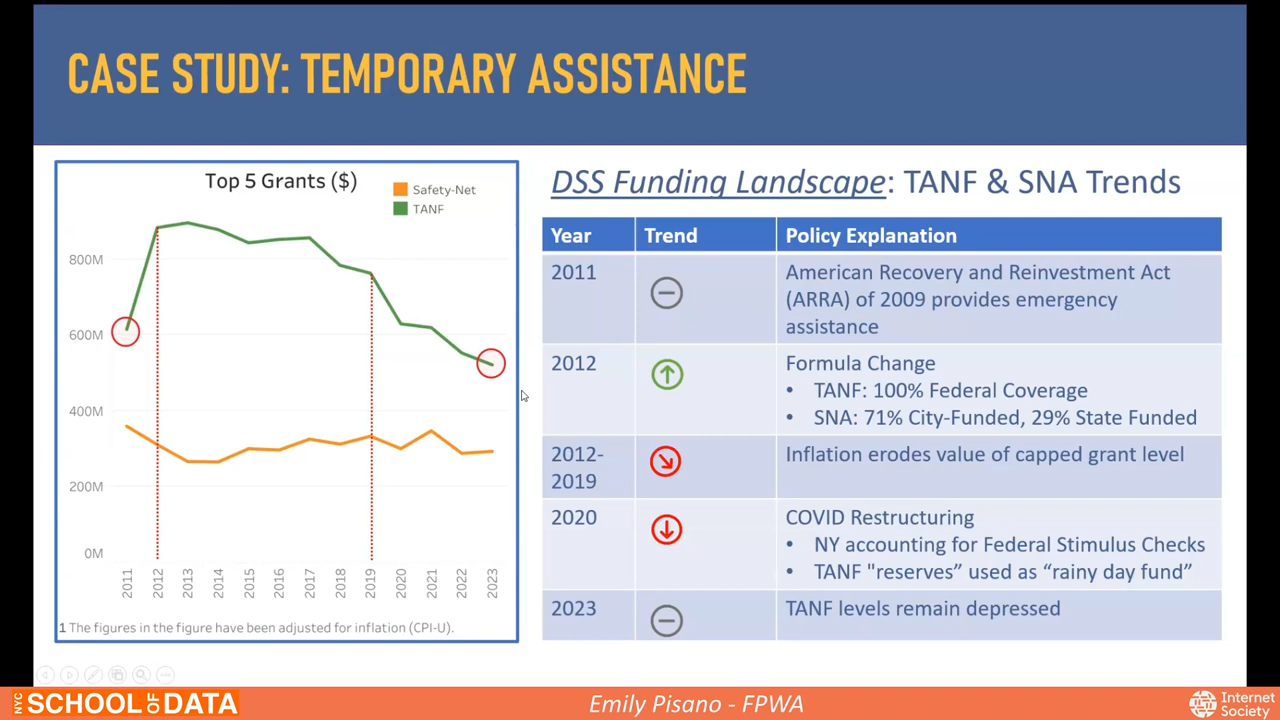 CASE STUDY: TEMPORARY ASSISTANCE
Top 5 Grants ($)
Safety-Net
TANF
800M
600M
400M
200M
0M
2011
2012
2013
2014
2015
2016
2017
2018
2019
2020
2021
2022
2023
1 The figures in the figure have been adjusted for inflation (CPI-U).
DSS Funding Landscape: TANF & SNA Trends
Year Trend Policy Explanation
2011 American Recovery and Reinvestment Act
(ARRA) of 2009 provides emergency
assistance
2012 Formula Change
• TANF: 100% Federal Coverage
• SNA: 71% City-Funded, 29% State Funded
2012- Inflation erodes value of capped grant level
2019
2020 COVID Restructuring
• NY accounting for Federal Stimulus Checks
• TANF "reserves” used as “rainy day fund”
2023 TANF levels remain depressed
NYC SCHOOL OF DATA
Emily Pisano - FPWA
Internet
Society